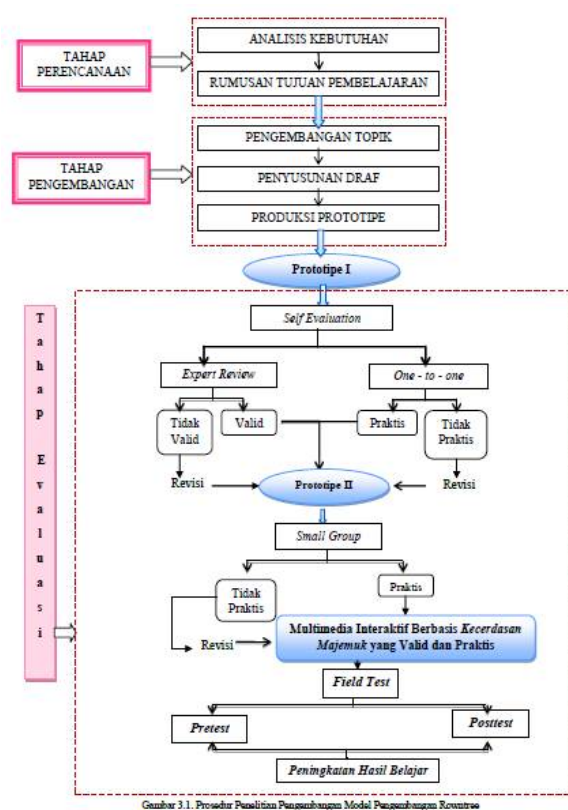 ANALISIS KEBUTUHAN
TAHAP
PERENCANAAN
RUMUSAN TUJUAN PEMBELAJARAN
PENGEMBANGAN TOPIK
TAHAP
PENGEMBANGAN
PENYUSUNAN DRAF
PRODUKSI PROTOTIPE
Prototipe I
Tahap Evaluasi
Self Evaluation
Expert Review
One - to - one
Tidak
Valid
Valid
Praktis
Tidak
Praktis
Revisi
Prototipe II
Revisi
Small Group
Tidak
Praktis
Praktis
Revisi
Multimedia Interaktif Berbasis Kecerdasan
Majemuk yang Valid dan Praktis
Field Test
Pretest
Posttest
Peningkatan Hasil Belajar
Gambar 3.1. Prosedur Penelitian Pengembangan Model Pengembangan Rowntree